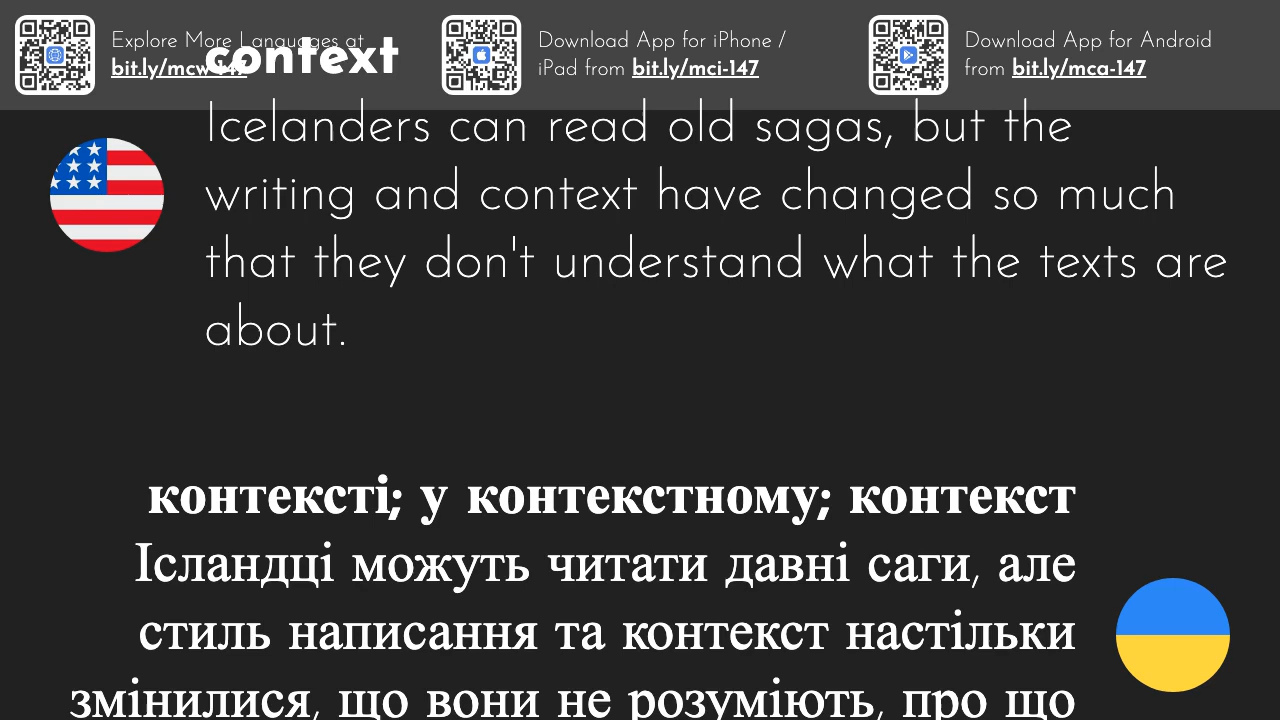 Explore More Languages at
bit.ly/mcw-147
Download App for iPhone /
iPad from bit.ly/mci-147
Download App for Android
from bit.ly/mca-147
context
Icelanders can read old sagas, but the
writing and context have changed so much
that they don't understand what the texts are
about.
контексті; у контекстному; контекст
Ісландці можуть читати давні саги, але
стиль написання та контекст настільки
змінилися, що вони не розуміють, про що